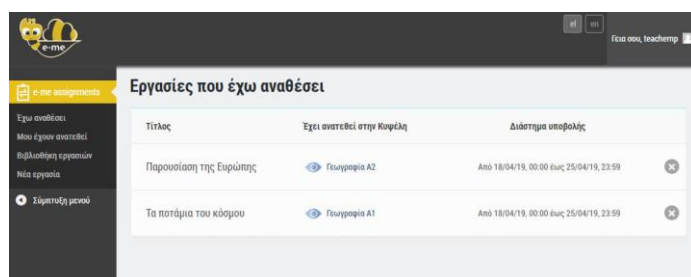 e-me
el en
Γεια σου, teachemp
e-me assignments
Έχω αναθέσει
Μου έχουν ανατεθεί
Βιβλιοθήκη εργασιών
Νέα εργασία
Σύμπτυξη μενού
Εργασίες που έχω αναθέσει
Τίτλος Έχει ανατεθεί στην Κυψέλη Διάστημα υποβολής
Παρουσίαση της Ευρώπης Γεωγραφία Α2 Από 18/04/19, 00:00 έως 25/04/19, 23:59
Τα ποτάμια του κόσμου Γεωγραφία Α1 Από 18/04/19, 00:00 έως 25/04/19, 23:59